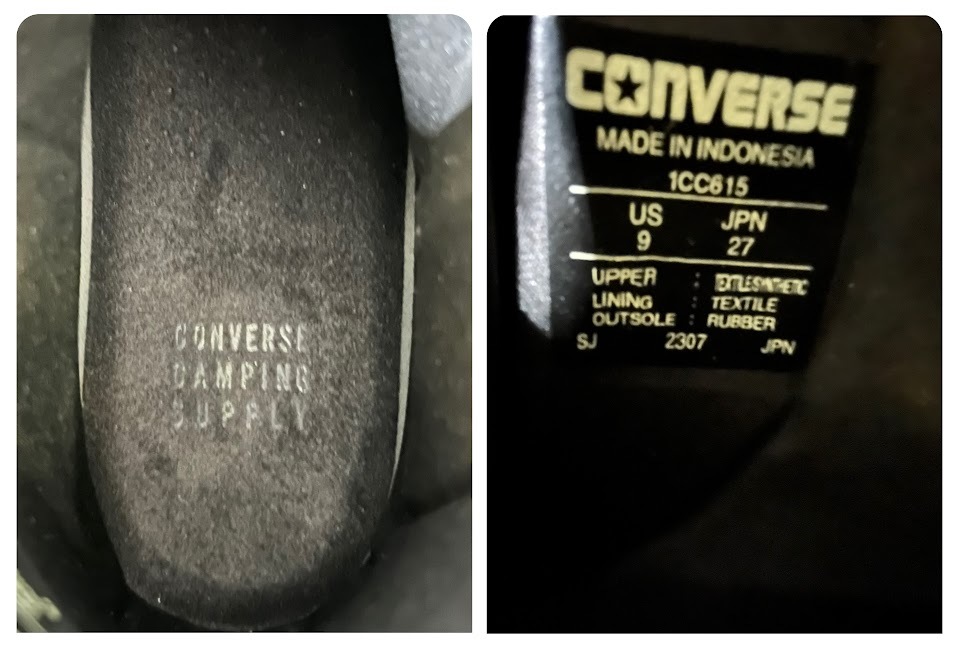 CONVERSE
CAMPING
SUPPLY
CONVERSE
MADE IN INDONESIA
1CC615
US JPN
9 27
UPPER : TEXTILE/SYNTHETIC
LINING : TEXTILE
OUTSOLE : RUBBER
SJ 2307 JPN